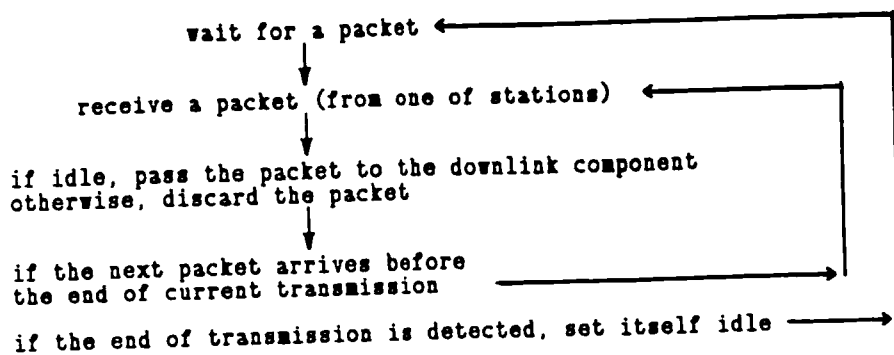 wait for a packet
receive a packet (from one of stations)
if idle, pass the packet to the downlink component
otherwise, discard the packet
if the next packet arrives before
the end of current transmission
if the end of transmission is detected, set itself idle